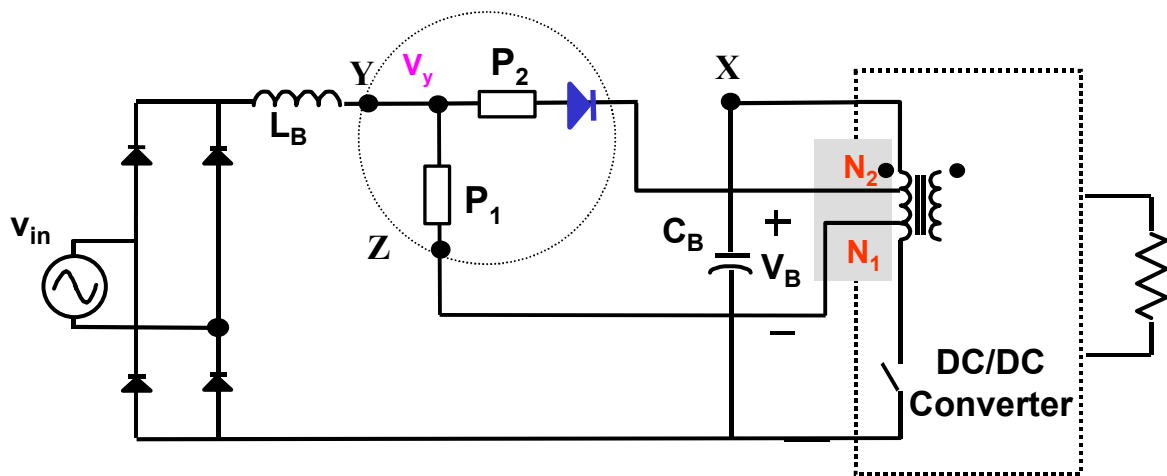 Y
V_y
P_2
X
L_B
N_2
P_1
v_in
Z
C_B
+
V_B
N_1
−
DC/DC
Converter